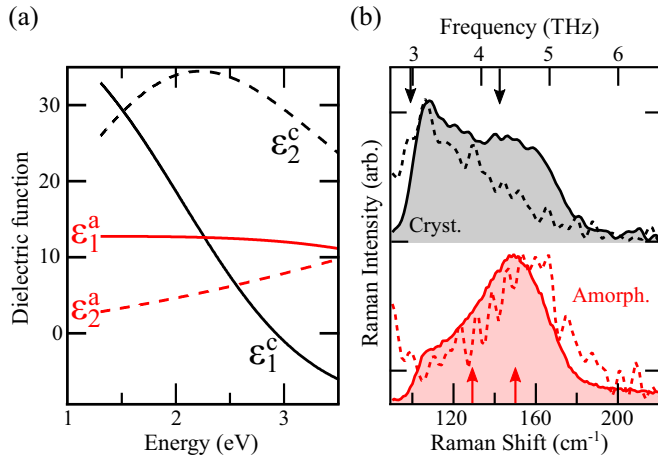 (a)
30
20
10
0
1
2
3
Dielectric function
Energy (eV)
ε₂ᶜ
ε₁ᵃ
ε₂ᵃ
ε₁ᶜ
(b)
Frequency (THz)
3
4
5
6
Raman Intensity (arb.)
Cryst.
Amorph.
120
160
200
Raman Shift (cm⁻¹)